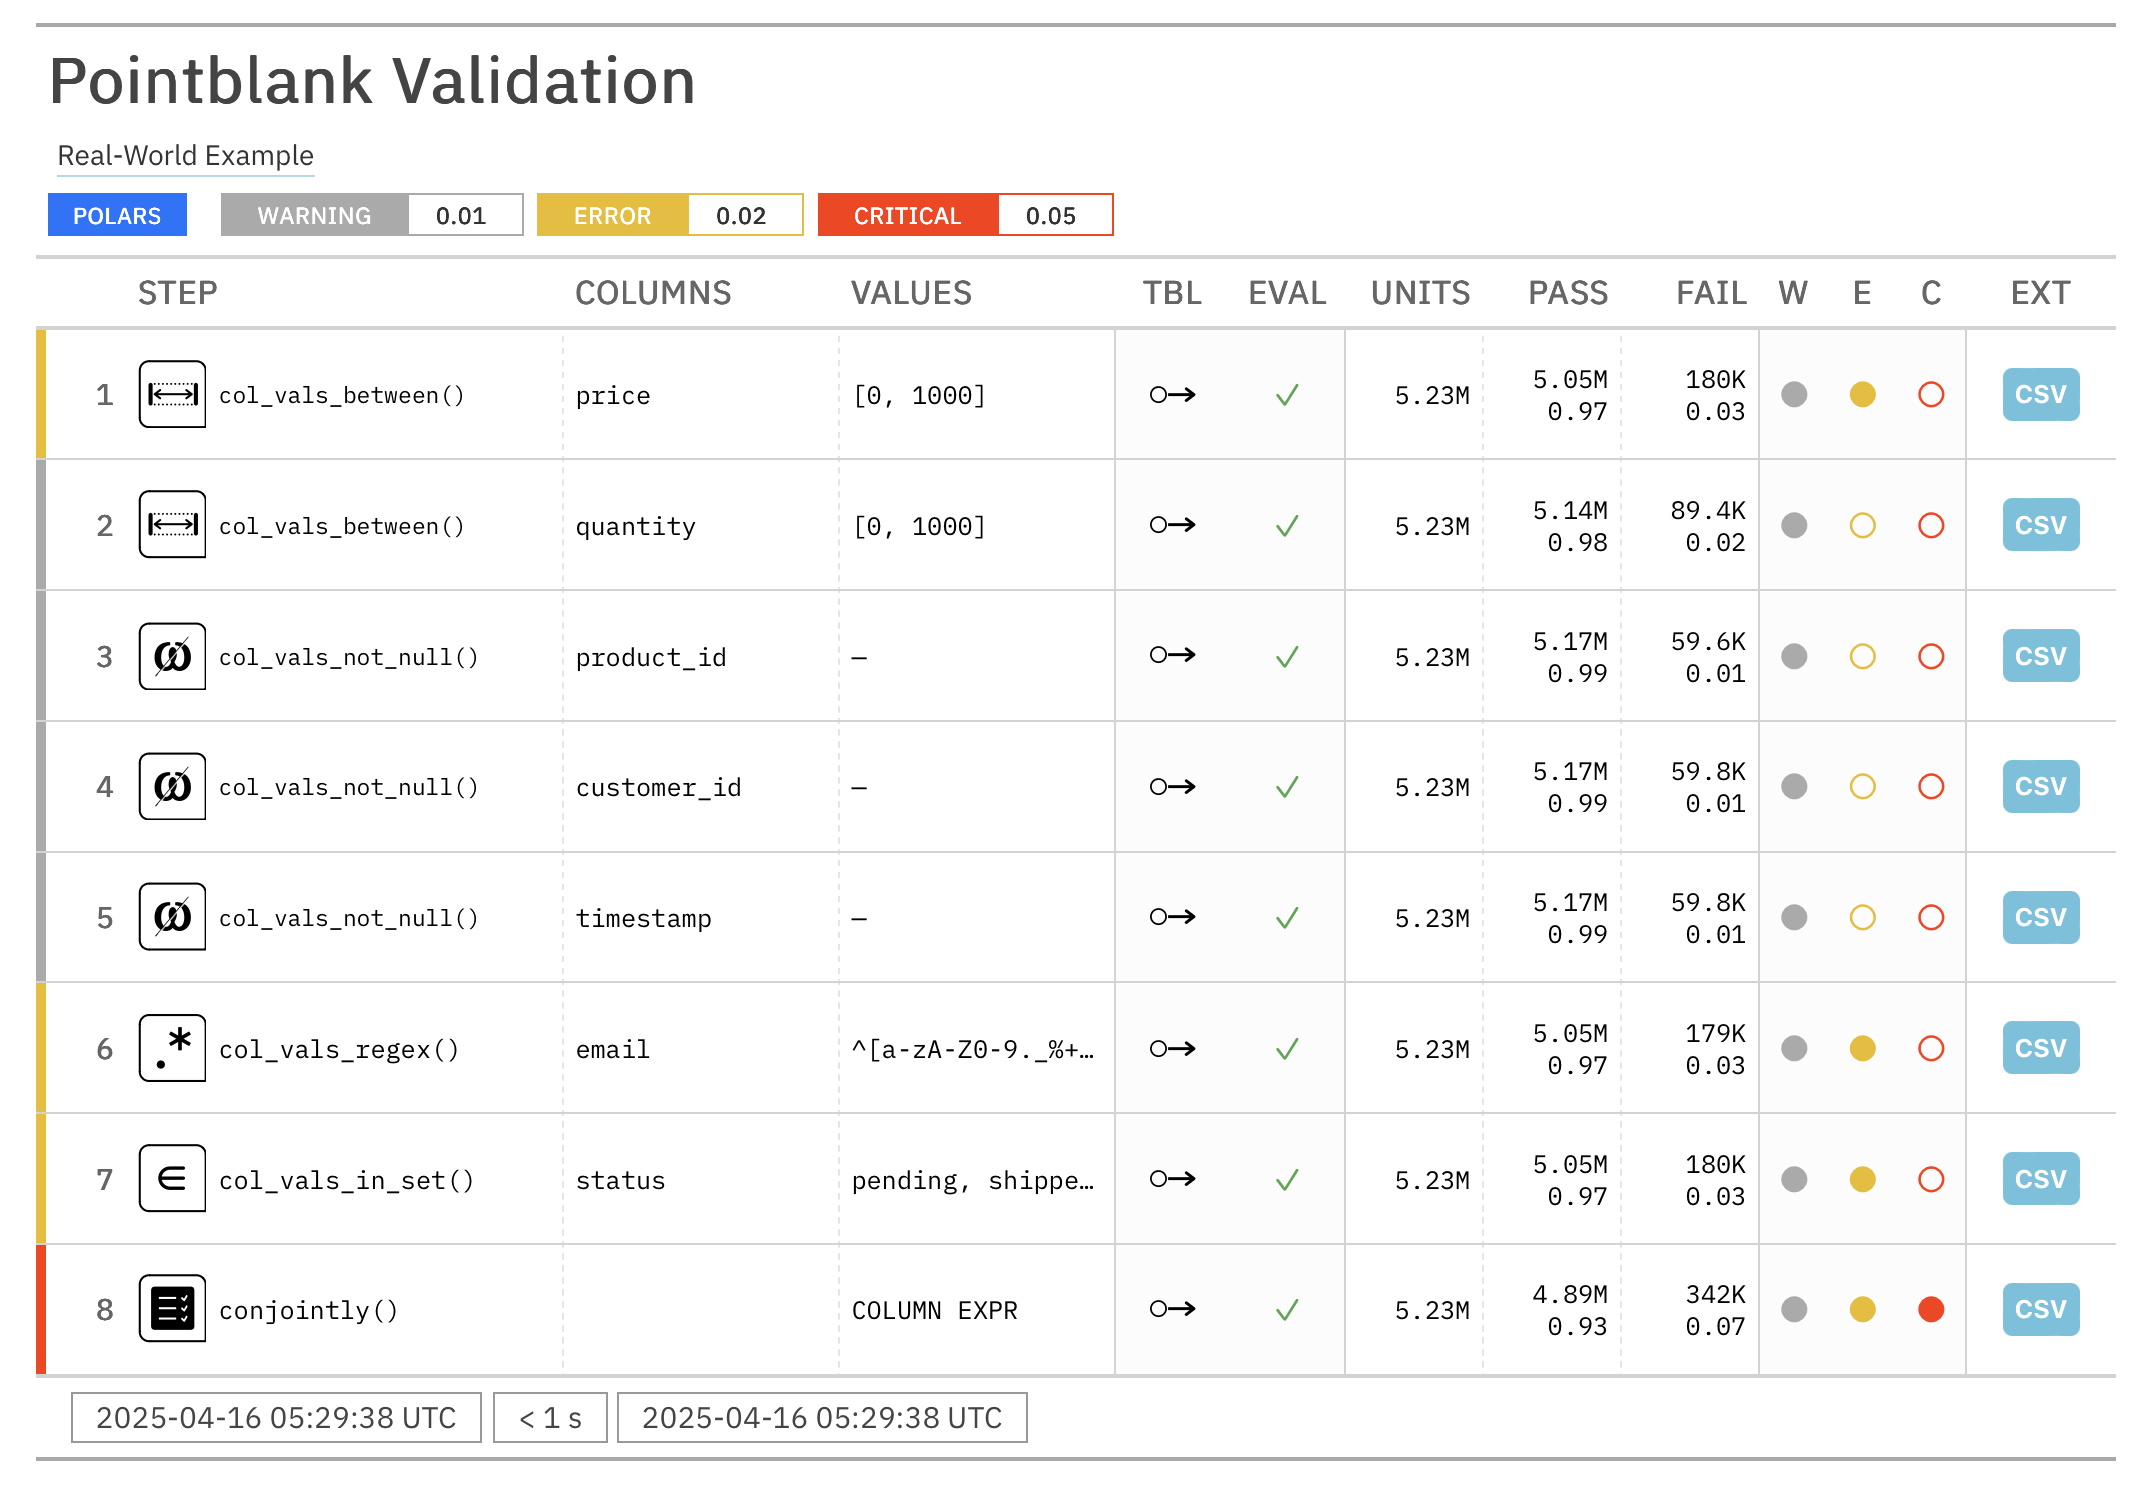 Pointblank Validation
Real-World Example
POLARS WARNING 0.01 ERROR 0.02 CRITICAL 0.05
STEP COLUMNS VALUES TBL EVAL UNITS PASS FAIL W E C EXT
1 col_vals_between() price [0, 1000] ✓ 5.23M 5.05M 180K CSV
0.97 0.03
2 col_vals_between() quantity [0, 1000] ✓ 5.23M 5.14M 89.4K CSV
0.98 0.02
3 col_vals_not_null() product_id — ✓ 5.23M 5.17M 59.6K CSV
0.99 0.01
4 col_vals_not_null() customer_id — ✓ 5.23M 5.17M 59.8K CSV
0.99 0.01
5 col_vals_not_null() timestamp — ✓ 5.23M 5.17M 59.8K CSV
0.99 0.01
6 .* col_vals_regex() email ^[a-zA-Z0-9._%+… ✓ 5.23M 5.05M 179K CSV
0.97 0.03
7 ∈ col_vals_in_set() status pending, shippe… ✓ 5.23M 5.05M 180K CSV
0.97 0.03
8 conjointly() COLUMN EXPR ✓ 5.23M 4.89M 342K CSV
0.93 0.07
2025-04-16 05:29:38 UTC < 1 s 2025-04-16 05:29:38 UTC